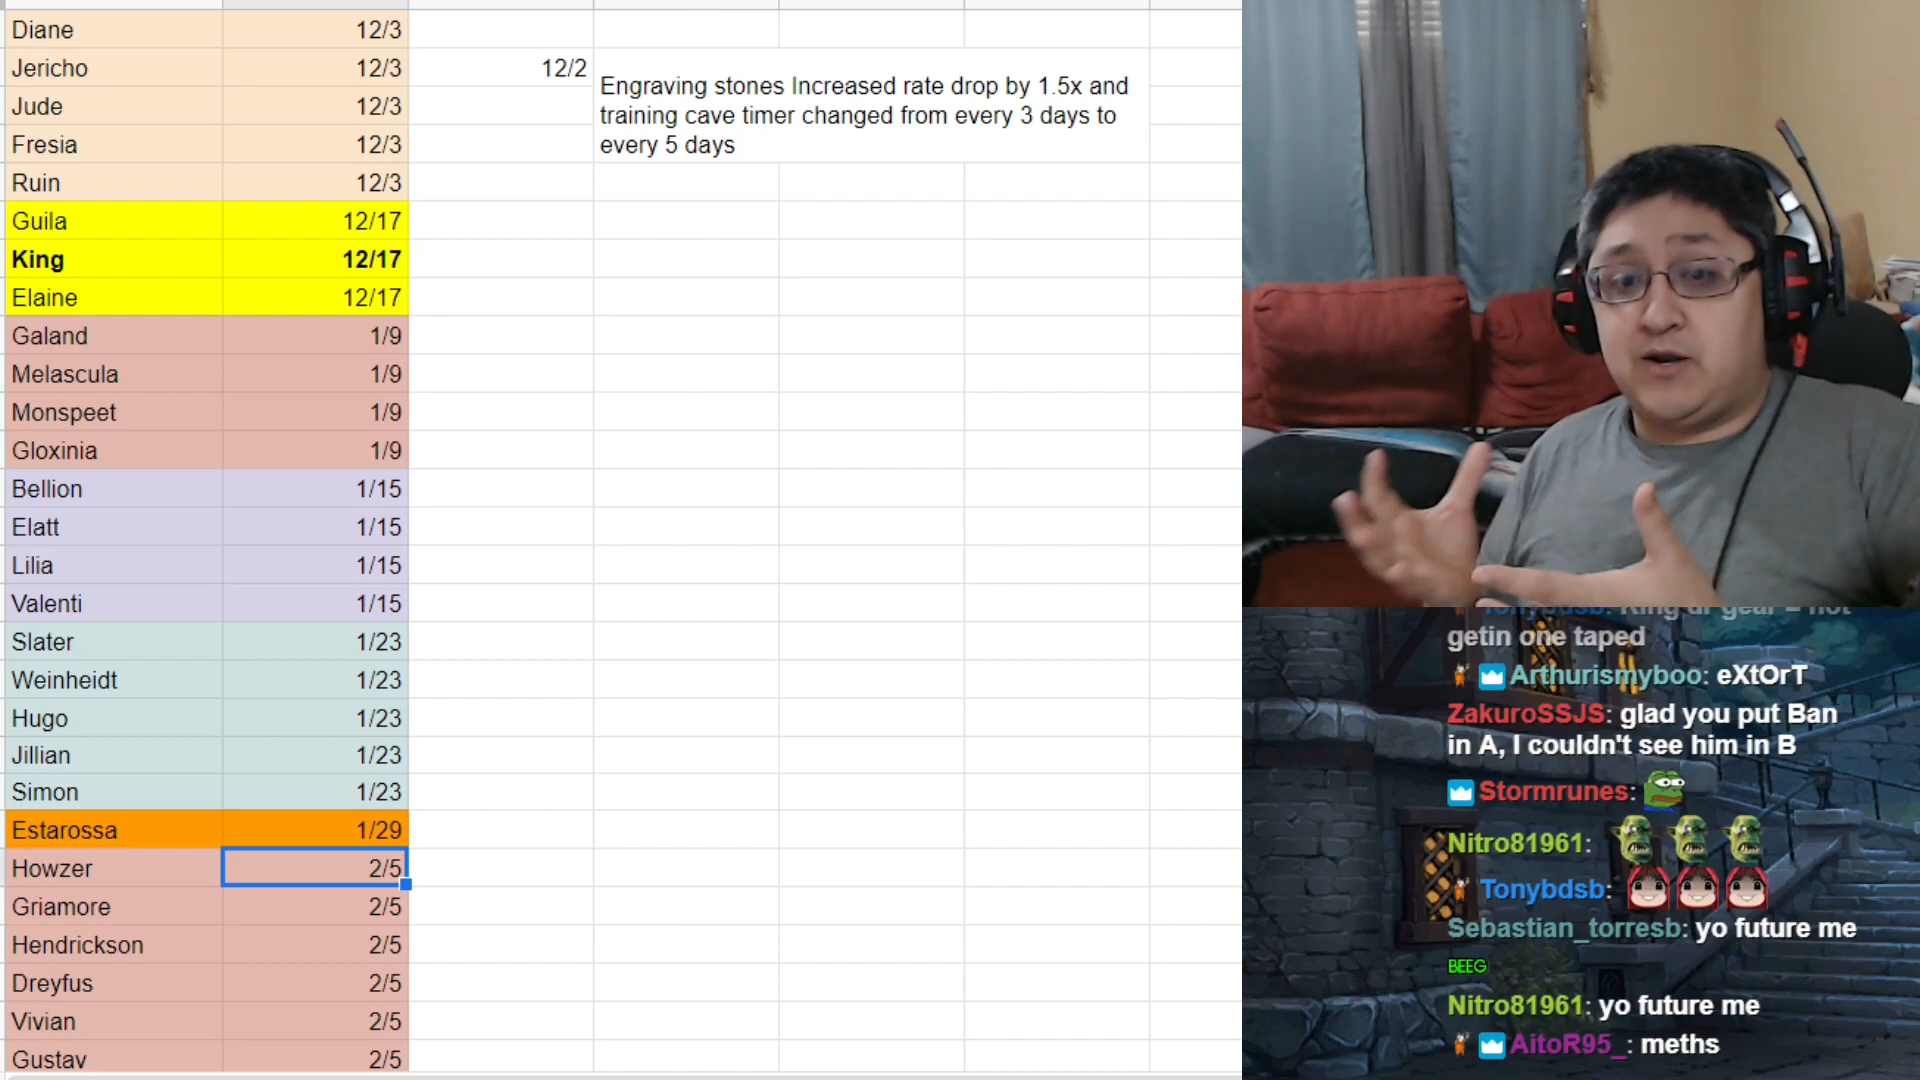 Diane 12/3
Jericho 12/3 12/2
Engraving stones Increased rate drop by 1.5x and
training cave timer changed from every 3 days to
every 5 days
Jude 12/3
Fresia 12/3
Ruin 12/3
Guila 12/17
King 12/17
Elaine 12/17
Galand 1/9
Melascula 1/9
Monspeet 1/9
Gloxinia 1/9
Bellion 1/15
Elatt 1/15
Lilia 1/15
Valenti 1/15
Slater 1/23
Weinheidt 1/23
Hugo 1/23
Jillian 1/23
Simon 1/23
Estarossa 1/29
Howzer 2/5
Griamore 2/5
Hendrickson 2/5
Dreyfus 2/5
Vivian 2/5
Gustav 2/5
Tonybdsb: King
getin one taped
Arthurismyboo: eXtOrT
ZakuroSSJS: glad you put Ban
in A, I couldn't see him in B
Stormrunes:
Nitro81961:
Tonybdsb:
Sebastian_torresb: yo future me
BEEG
Nitro81961: yo future me
AitoR95_: meths